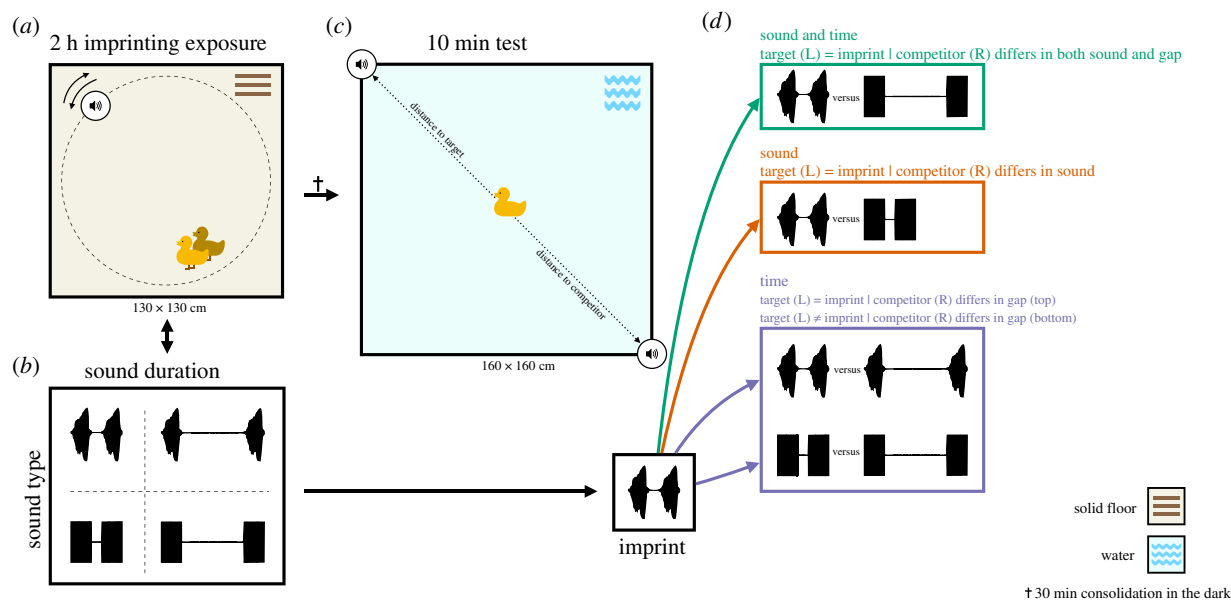 (a)
2 h imprinting exposure
130 × 130 cm
(b)
sound duration
sound type
(c)
10 min test
distance to target
distance to competitor
160 × 160 cm
†
imprint
(d)
sound and time
target (L) = imprint | competitor (R) differs in both sound and gap
versus
sound
target (L) = imprint | competitor (R) differs in sound
versus
time
target (L) = imprint | competitor (R) differs in gap (top)
target (L) ≠ imprint | competitor (R) differs in gap (bottom)
versus
versus
solid floor
water
† 30 min consolidation in the dark